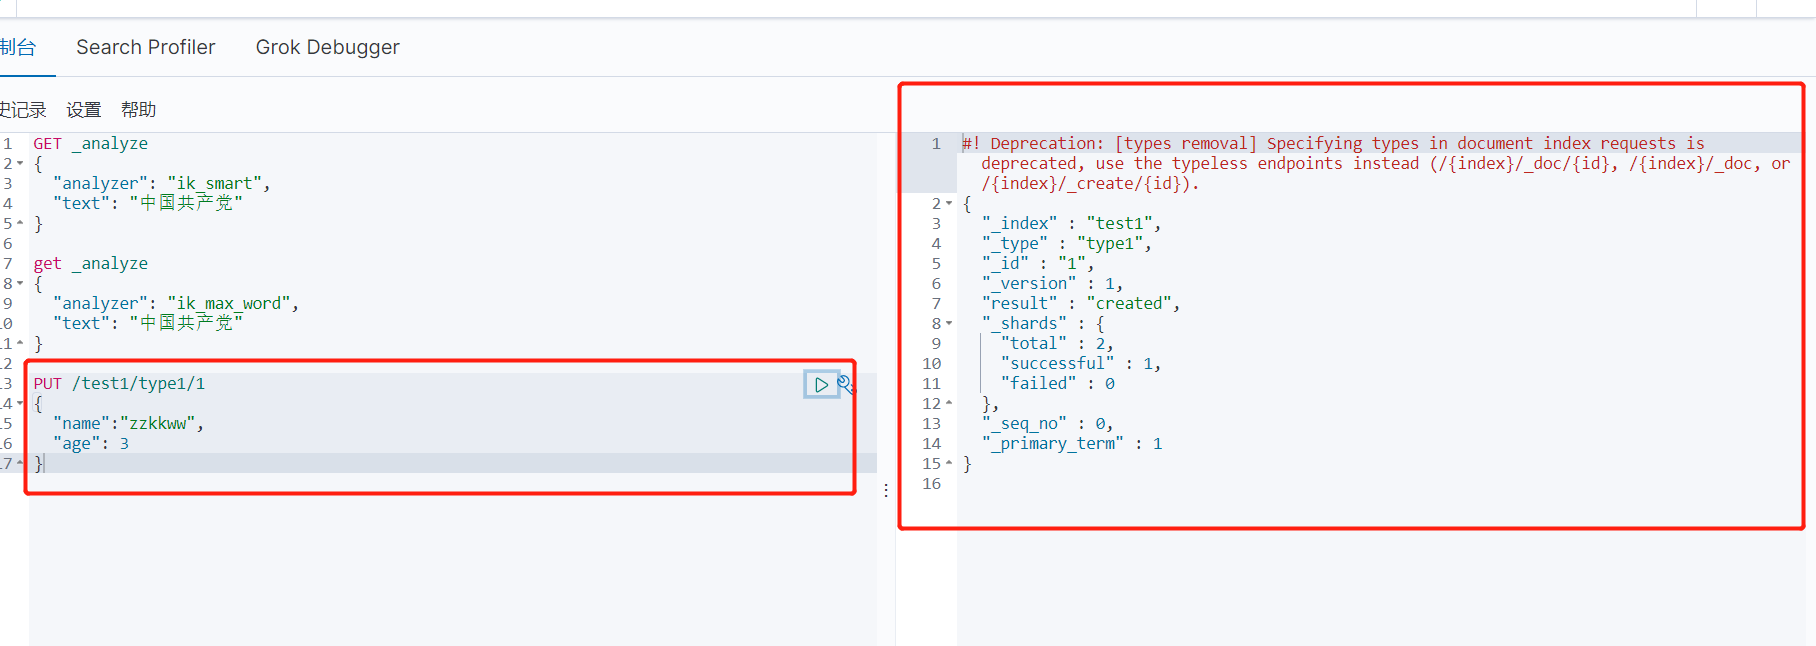 制台 Search Profiler Grok Debugger
史记录 设置 帮助
1 GET _analyze
2 {
3 "analyzer": "ik_smart",
4 "text": "中国共产党"
5 }
6
7 get _analyze
8 {
9 "analyzer": "ik_max_word",
0 "text": "中国共产党"
1 }
2
3 PUT /test1/type1/1
4 {
5 "name":"zzkkww",
6 "age": 3
7 }
1 #! Deprecation: [types removal] Specifying types in document index requests is
deprecated, use the typeless endpoints instead (/{index}/_doc/{id}, /{index}/_doc, or
/{index}/_create/{id}).
2 {
3 "_index" : "test1",
4 "_type" : "type1",
5 "_id" : "1",
6 "_version" : 1,
7 "result" : "created",
8 "_shards" : {
9 "total" : 2,
10 "successful" : 1,
11 "failed" : 0
12 },
13 "_seq_no" : 0,
14 "_primary_term" : 1
15 }
16